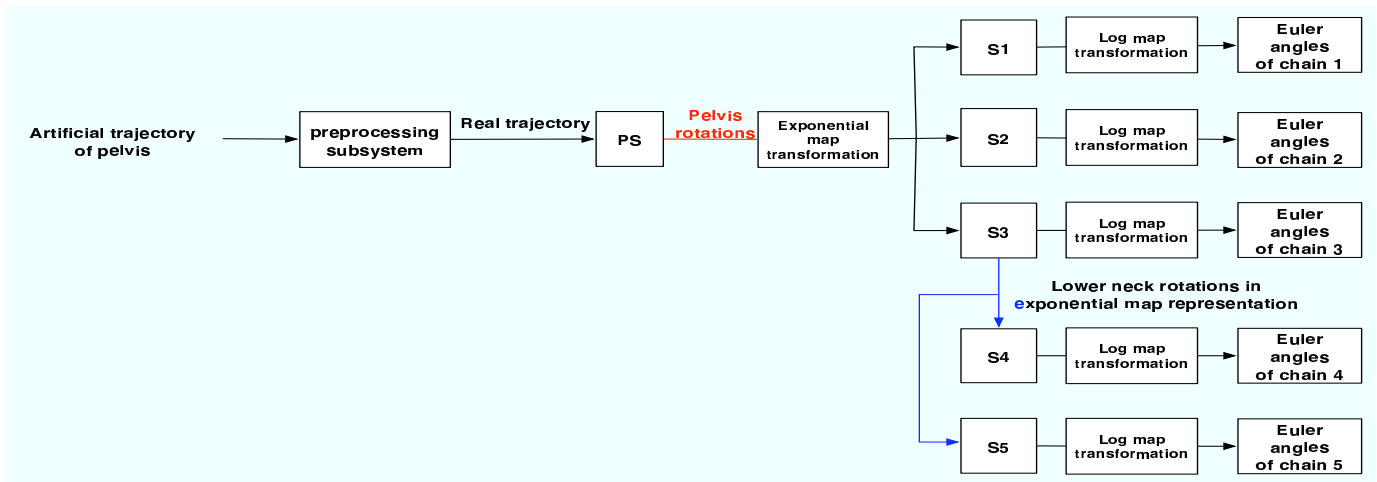 Artificial trajectory
of pelvis
preprocessing
subsystem
Real trajectory
PS
Pelvis
rotations
Exponential
map
transformation
S1
Log map
transformation
Euler
angles
of chain 1
S2
Log map
transformation
Euler
angles
of chain 2
S3
Log map
transformation
Euler
angles
of chain 3
Lower neck rotations in
exponential map representation
S4
Log map
transformation
Euler
angles
of chain 4
S5
Log map
transformation
Euler
angles
of chain 5